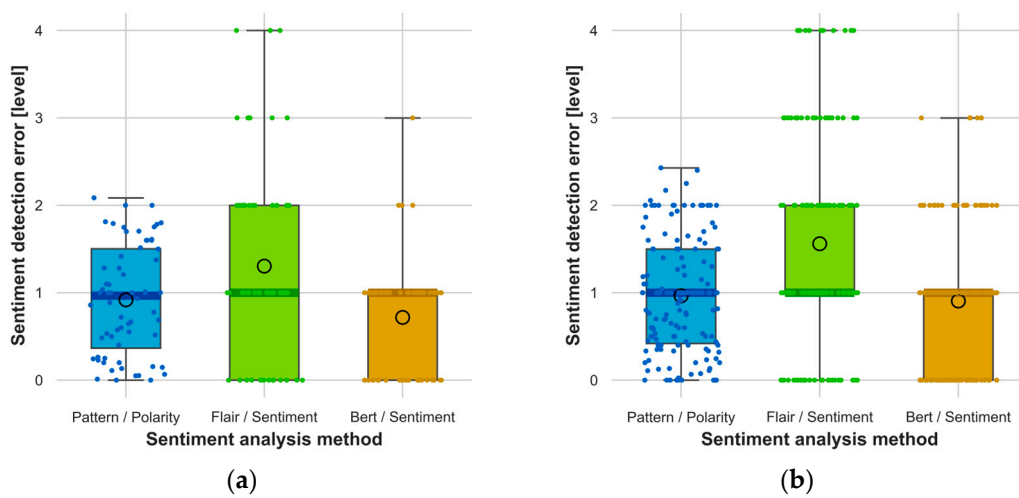 4
3
2
1
0
Sentiment detection error [level]
Pattern / Polarity
Flair / Sentiment
Bert / Sentiment
Sentiment analysis method
(a)
4
3
2
1
0
Sentiment detection error [level]
Pattern / Polarity
Flair / Sentiment
Bert / Sentiment
Sentiment analysis method
(b)